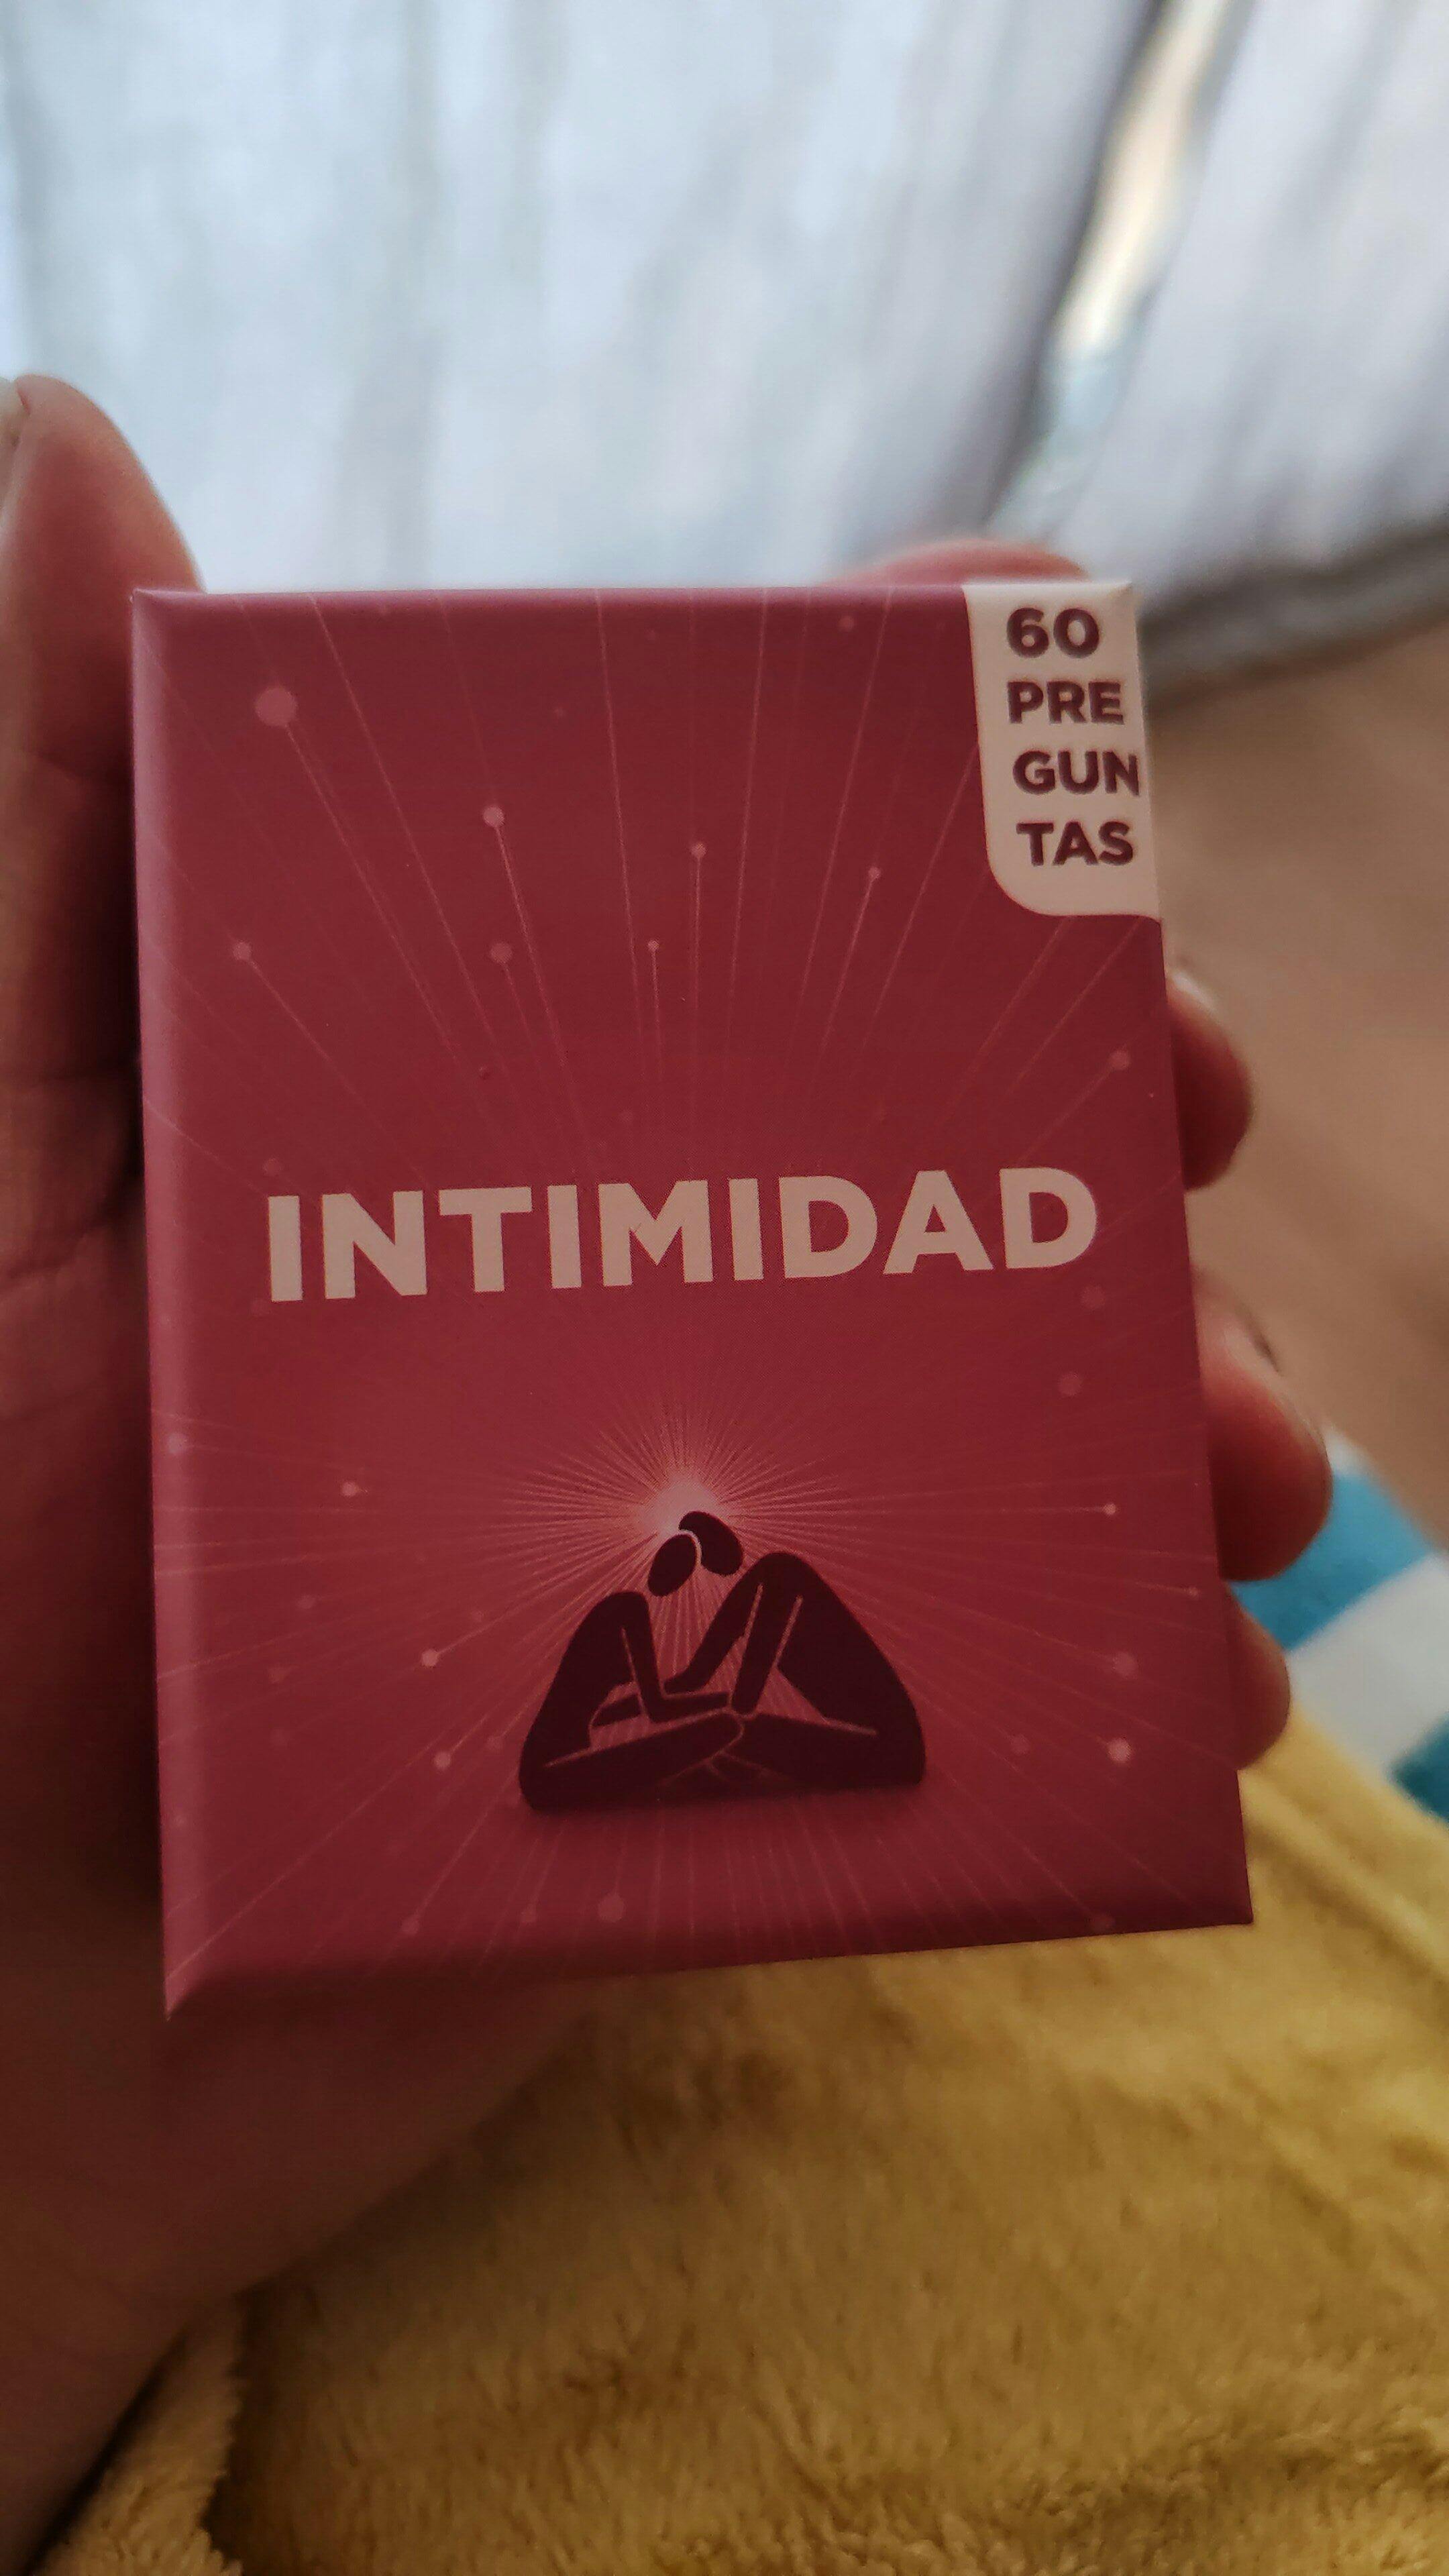 60
PRE
GUN
TAS
INTIMIDAD